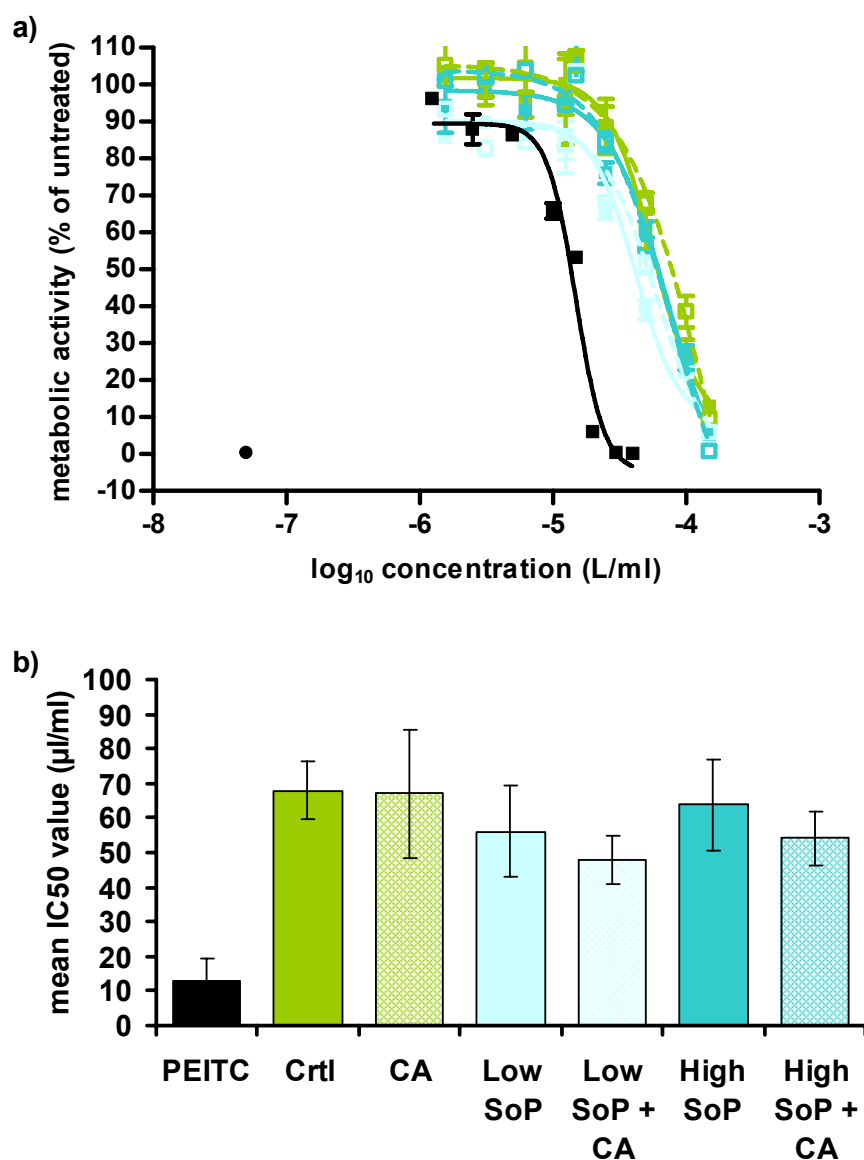 a)
metabolic activity (% of untreated)
110
100
90
80
70
60
50
40
30
20
10
0
-10
-8
-7
-6
-5
-4
-3
log₁₀ concentration (L/ml)
b)
mean IC50 value (µl/ml)
100
90
80
70
60
50
40
30
20
10
0
PEITC
Crtl
CA
Low
SoP
Low
SoP +
CA
High
SoP
High
SoP +
CA